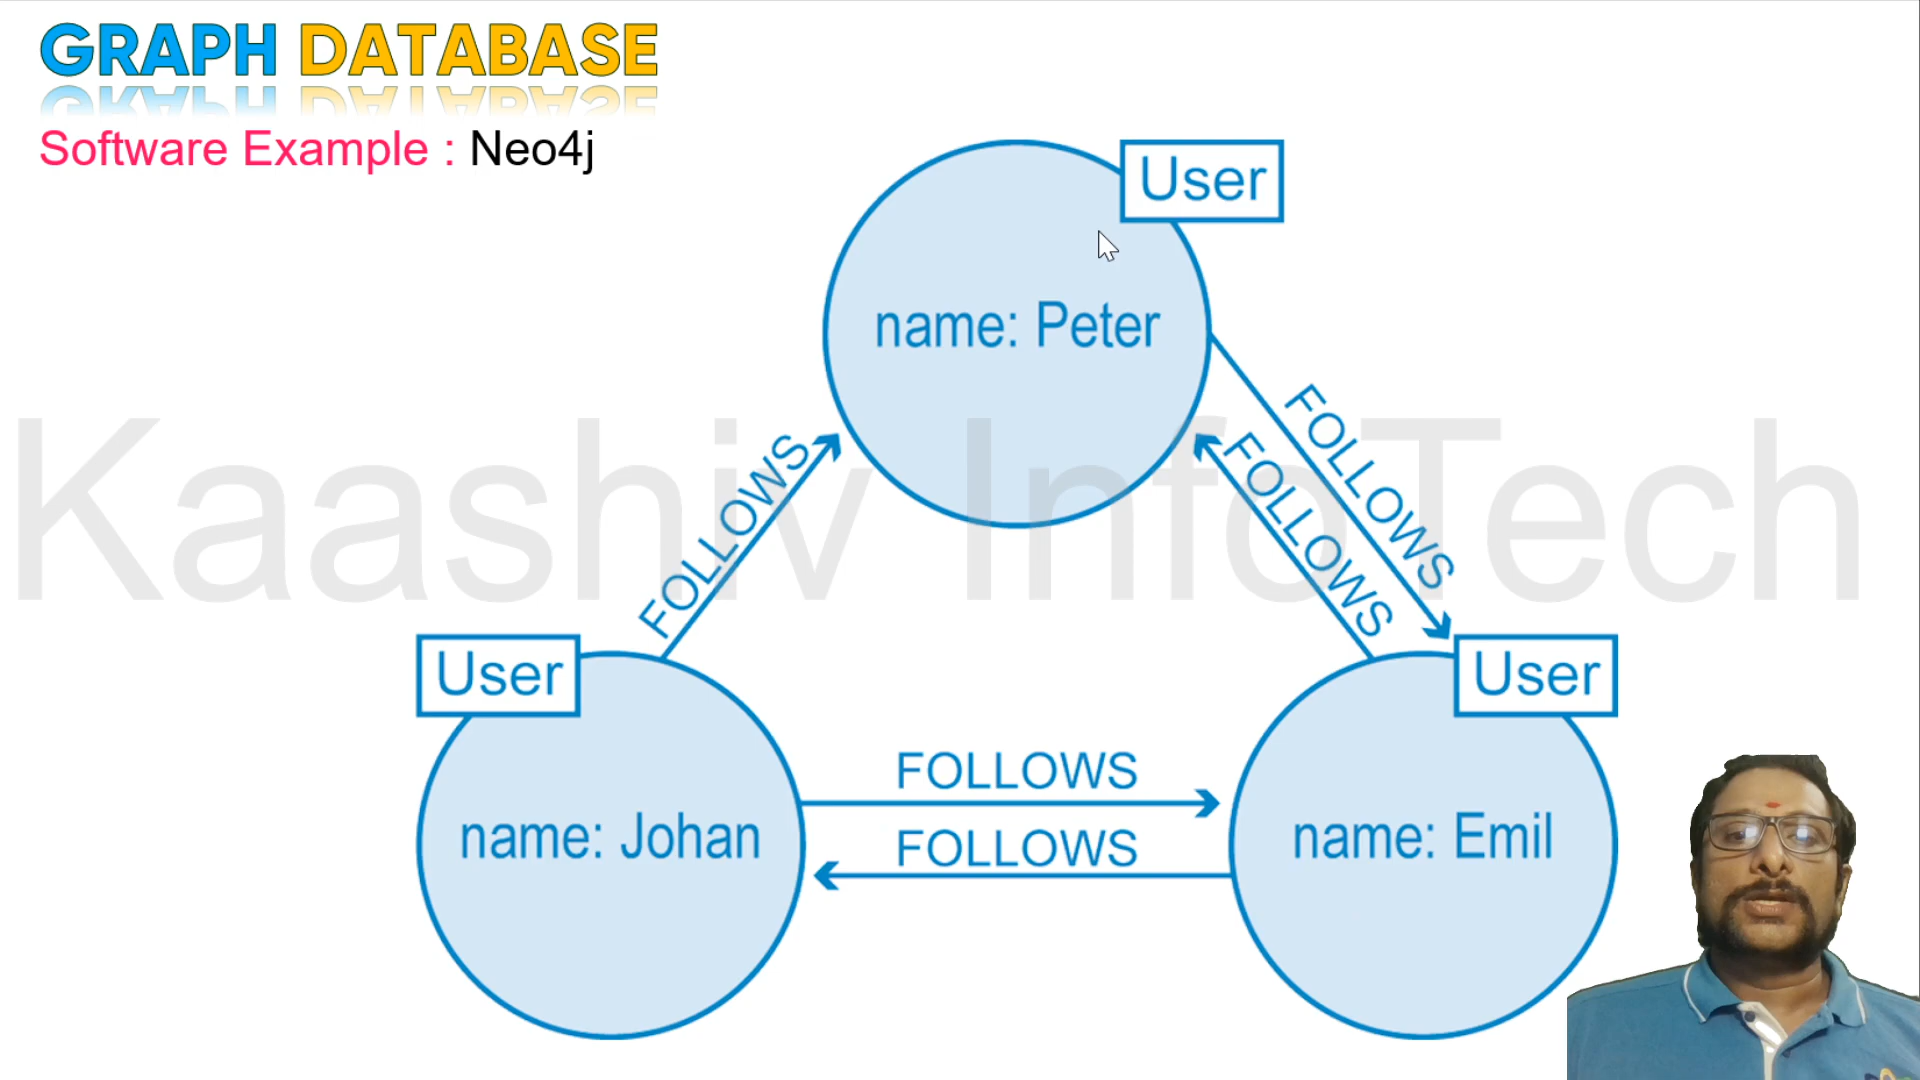 GRAPH DATABASE
Software Example : Neo4j
User
name: Peter
FOLLOWS
FOLLOWS
FOLLOWS
Kaashiv InfoTech
User
User
FOLLOWS
name: Johan
FOLLOWS
name: Emil